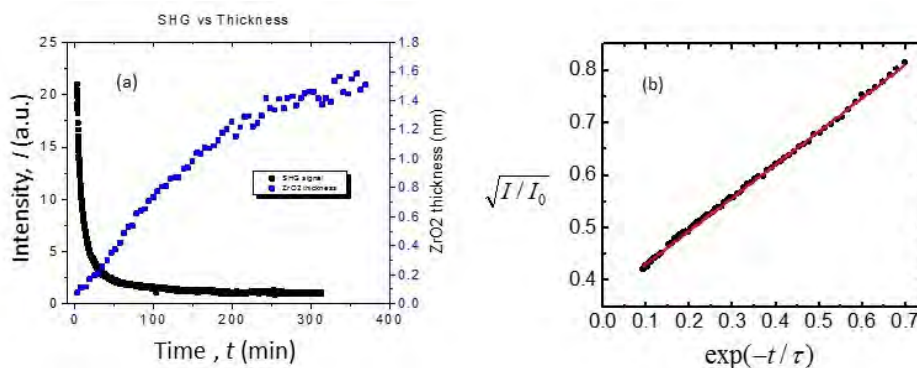 SHG vs Thickness
(a)
Intensity, I (a.u.)
25
20
15
10
5
0
SHG signal
ZrO2 thickness
1.8
1.6
1.4
1.2
1.0
0.8
0.6
0.4
0.2
0.0
ZrO2 thickness (nm)
0 100 200 300 400
Time , t (min)
(b)
√I / I₀
0.8
0.7
0.6
0.5
0.4
0.0 0.1 0.2 0.3 0.4 0.5 0.6 0.7
exp(−t / τ)